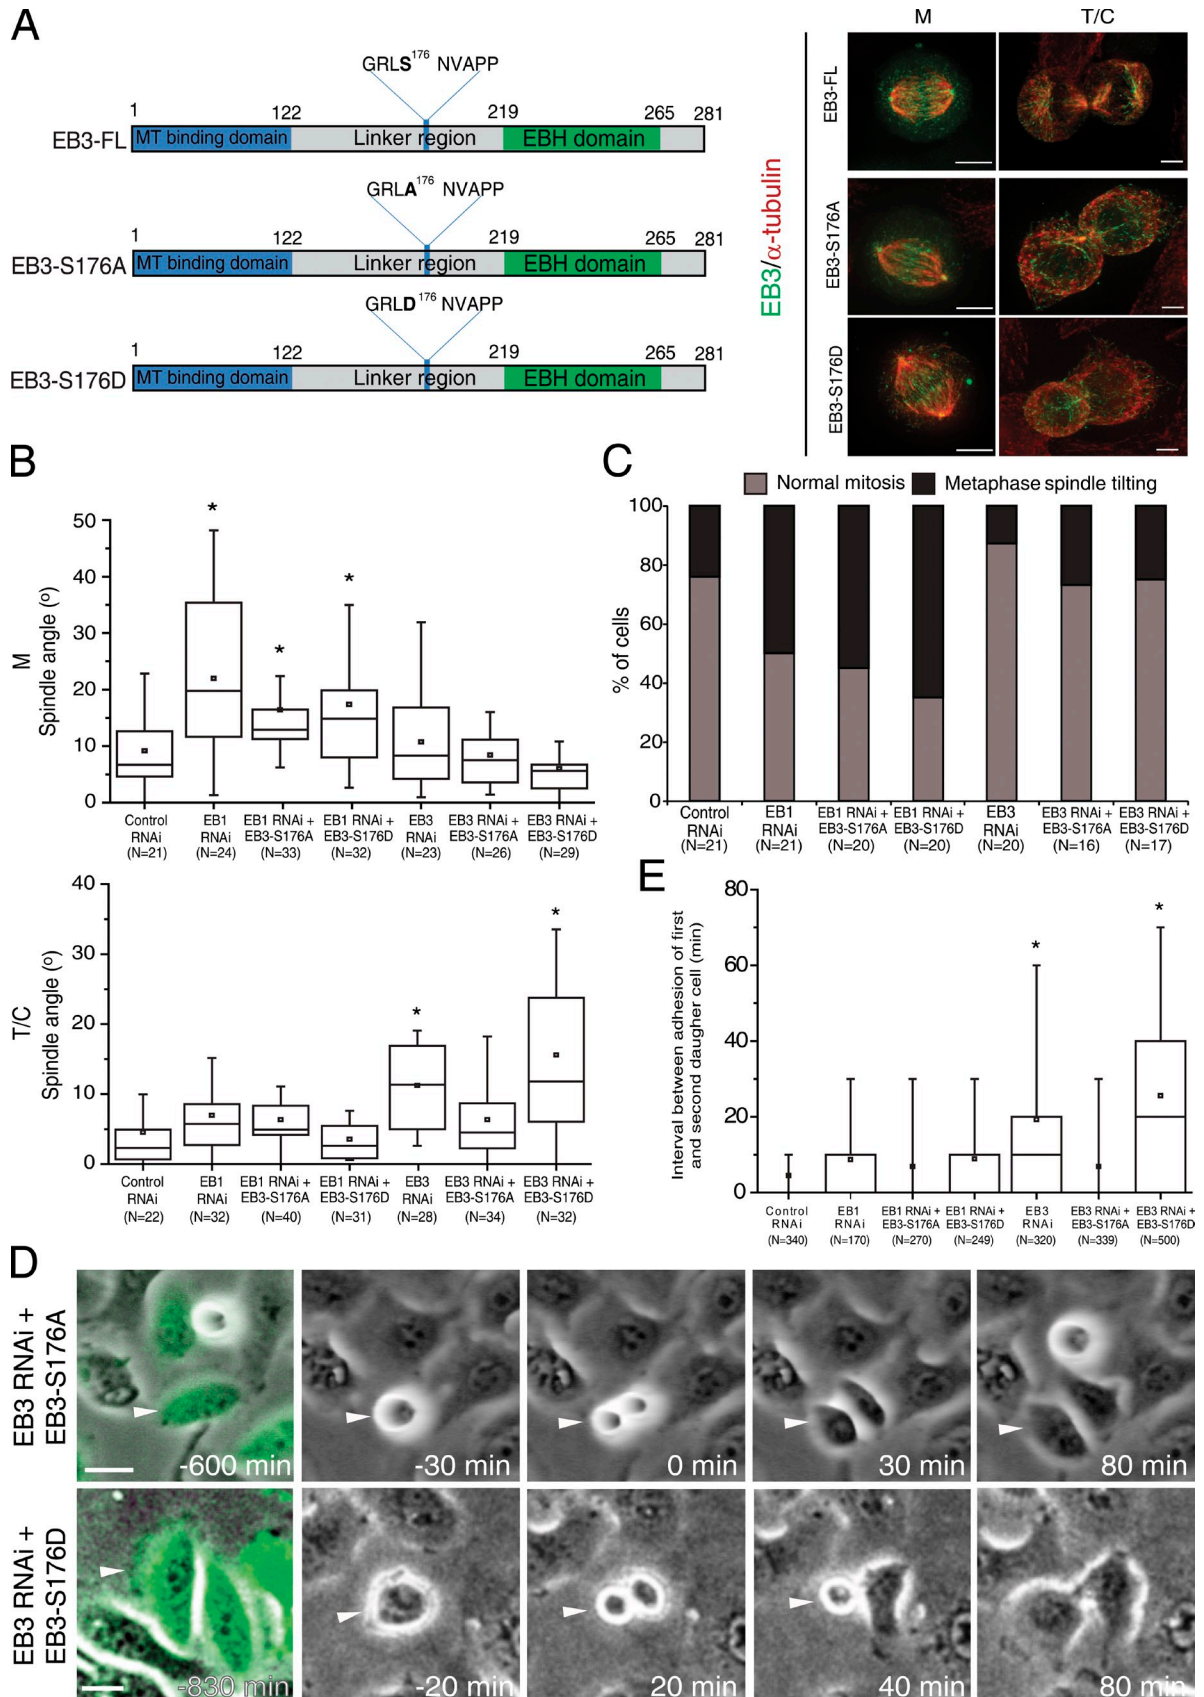 A
M
T/C
GRLS176 NVAPP
1
122
219
265
281
EB3-FL
MT binding domain
Linker region
EBH domain
GRLA176 NVAPP
1
122
219
265
281
EB3-S176A
MT binding domain
Linker region
EBH domain
GRLD176 NVAPP
1
122
219
265
281
EB3-S176D
MT binding domain
Linker region
EBH domain
EB3/α-tubulin
EB3-FL
EB3-S176A
EB3-S176D
B
M
Spindle angle (o)
50
40
30
20
10
0
*
*
*
Control RNAi (N=21)
EB1 RNAi (N=24)
EB1 RNAi + EB3-S176A (N=33)
EB1 RNAi + EB3-S176D (N=32)
EB3 RNAi (N=23)
EB3 RNAi + EB3-S176A (N=26)
EB3 RNAi + EB3-S176D (N=29)
T/C
Spindle angle (o)
40
30
20
10
0
*
*
Control RNAi (N=22)
EB1 RNAi (N=32)
EB1 RNAi + EB3-S176A (N=40)
EB1 RNAi + EB3-S176D (N=31)
EB3 RNAi (N=28)
EB3 RNAi + EB3-S176A (N=34)
EB3 RNAi + EB3-S176D (N=32)
C
Normal mitosis
Metaphase spindle tilting
% of cells
100
80
60
40
20
0
Control RNAi (N=21)
EB1 RNAi (N=21)
EB1 RNAi + EB3-S176A (N=20)
EB1 RNAi + EB3-S176D (N=20)
EB3 RNAi (N=20)
EB3 RNAi + EB3-S176A (N=16)
EB3 RNAi + EB3-S176D (N=17)
E
Interval between adhesion of first
and second daugher cell (min)
80
60
40
20
0
*
*
Control RNAi (N=340)
EB1 RNAi (N=170)
EB1 RNAi + EB3-S176A (N=270)
EB1 RNAi + EB3-S176D (N=249)
EB3 RNAi (N=320)
EB3 RNAi + EB3-S176A (N=339)
EB3 RNAi + EB3-S176D (N=500)
D
EB3 RNAi +
EB3-S176A
-600 min
-30 min
0 min
30 min
80 min
EB3 RNAi +
EB3-S176D
-830 min
-20 min
20 min
40 min
80 min